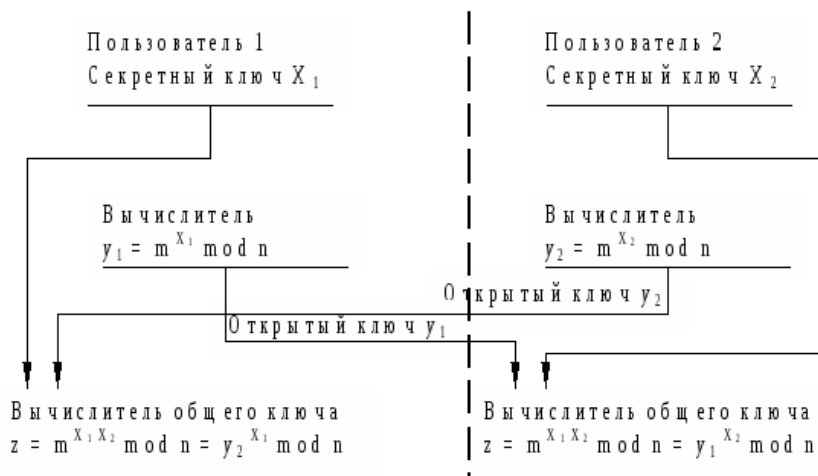 Пользователь 1
Секретный ключ X₁
Пользователь 2
Секретный ключ X₂
Вычислитель
y₁ = m^X₁ mod n
Вычислитель
y₂ = m^X₂ mod n
Открытый ключ y₂
Открытый ключ y₁
Вычислитель общего ключа
z = m^X₁X₂ mod n = y₂^X₁ mod n
Вычислитель общего ключа
z = m^X₁X₂ mod n = y₁^X₂ mod n